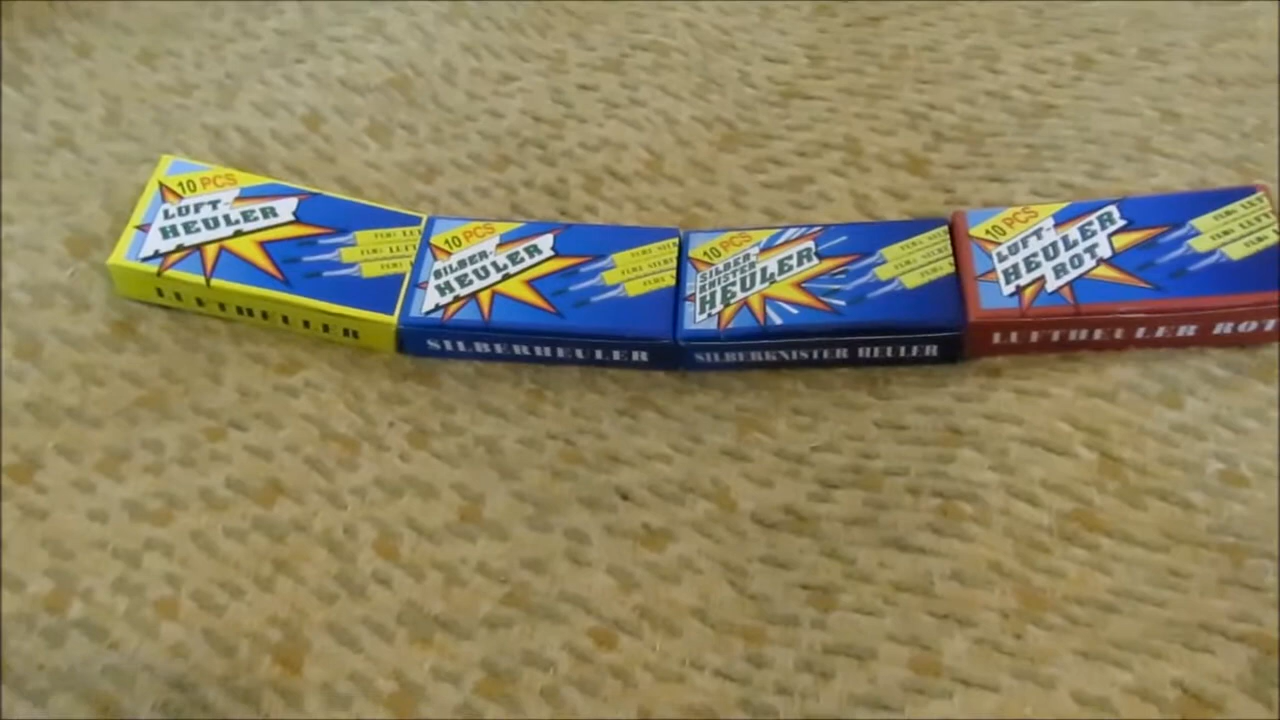 10 PCS
LUFT-
HEULER
LUFTHEULER
10 PCS
SILBER-
HEULER
SILBERHEULER
10 PCS
SILBER-
KNISTER
HEULER
SILBERKNISTER HEULER
10 PCS
LUFT-
HEULER
ROT
LUFTHEULER ROT